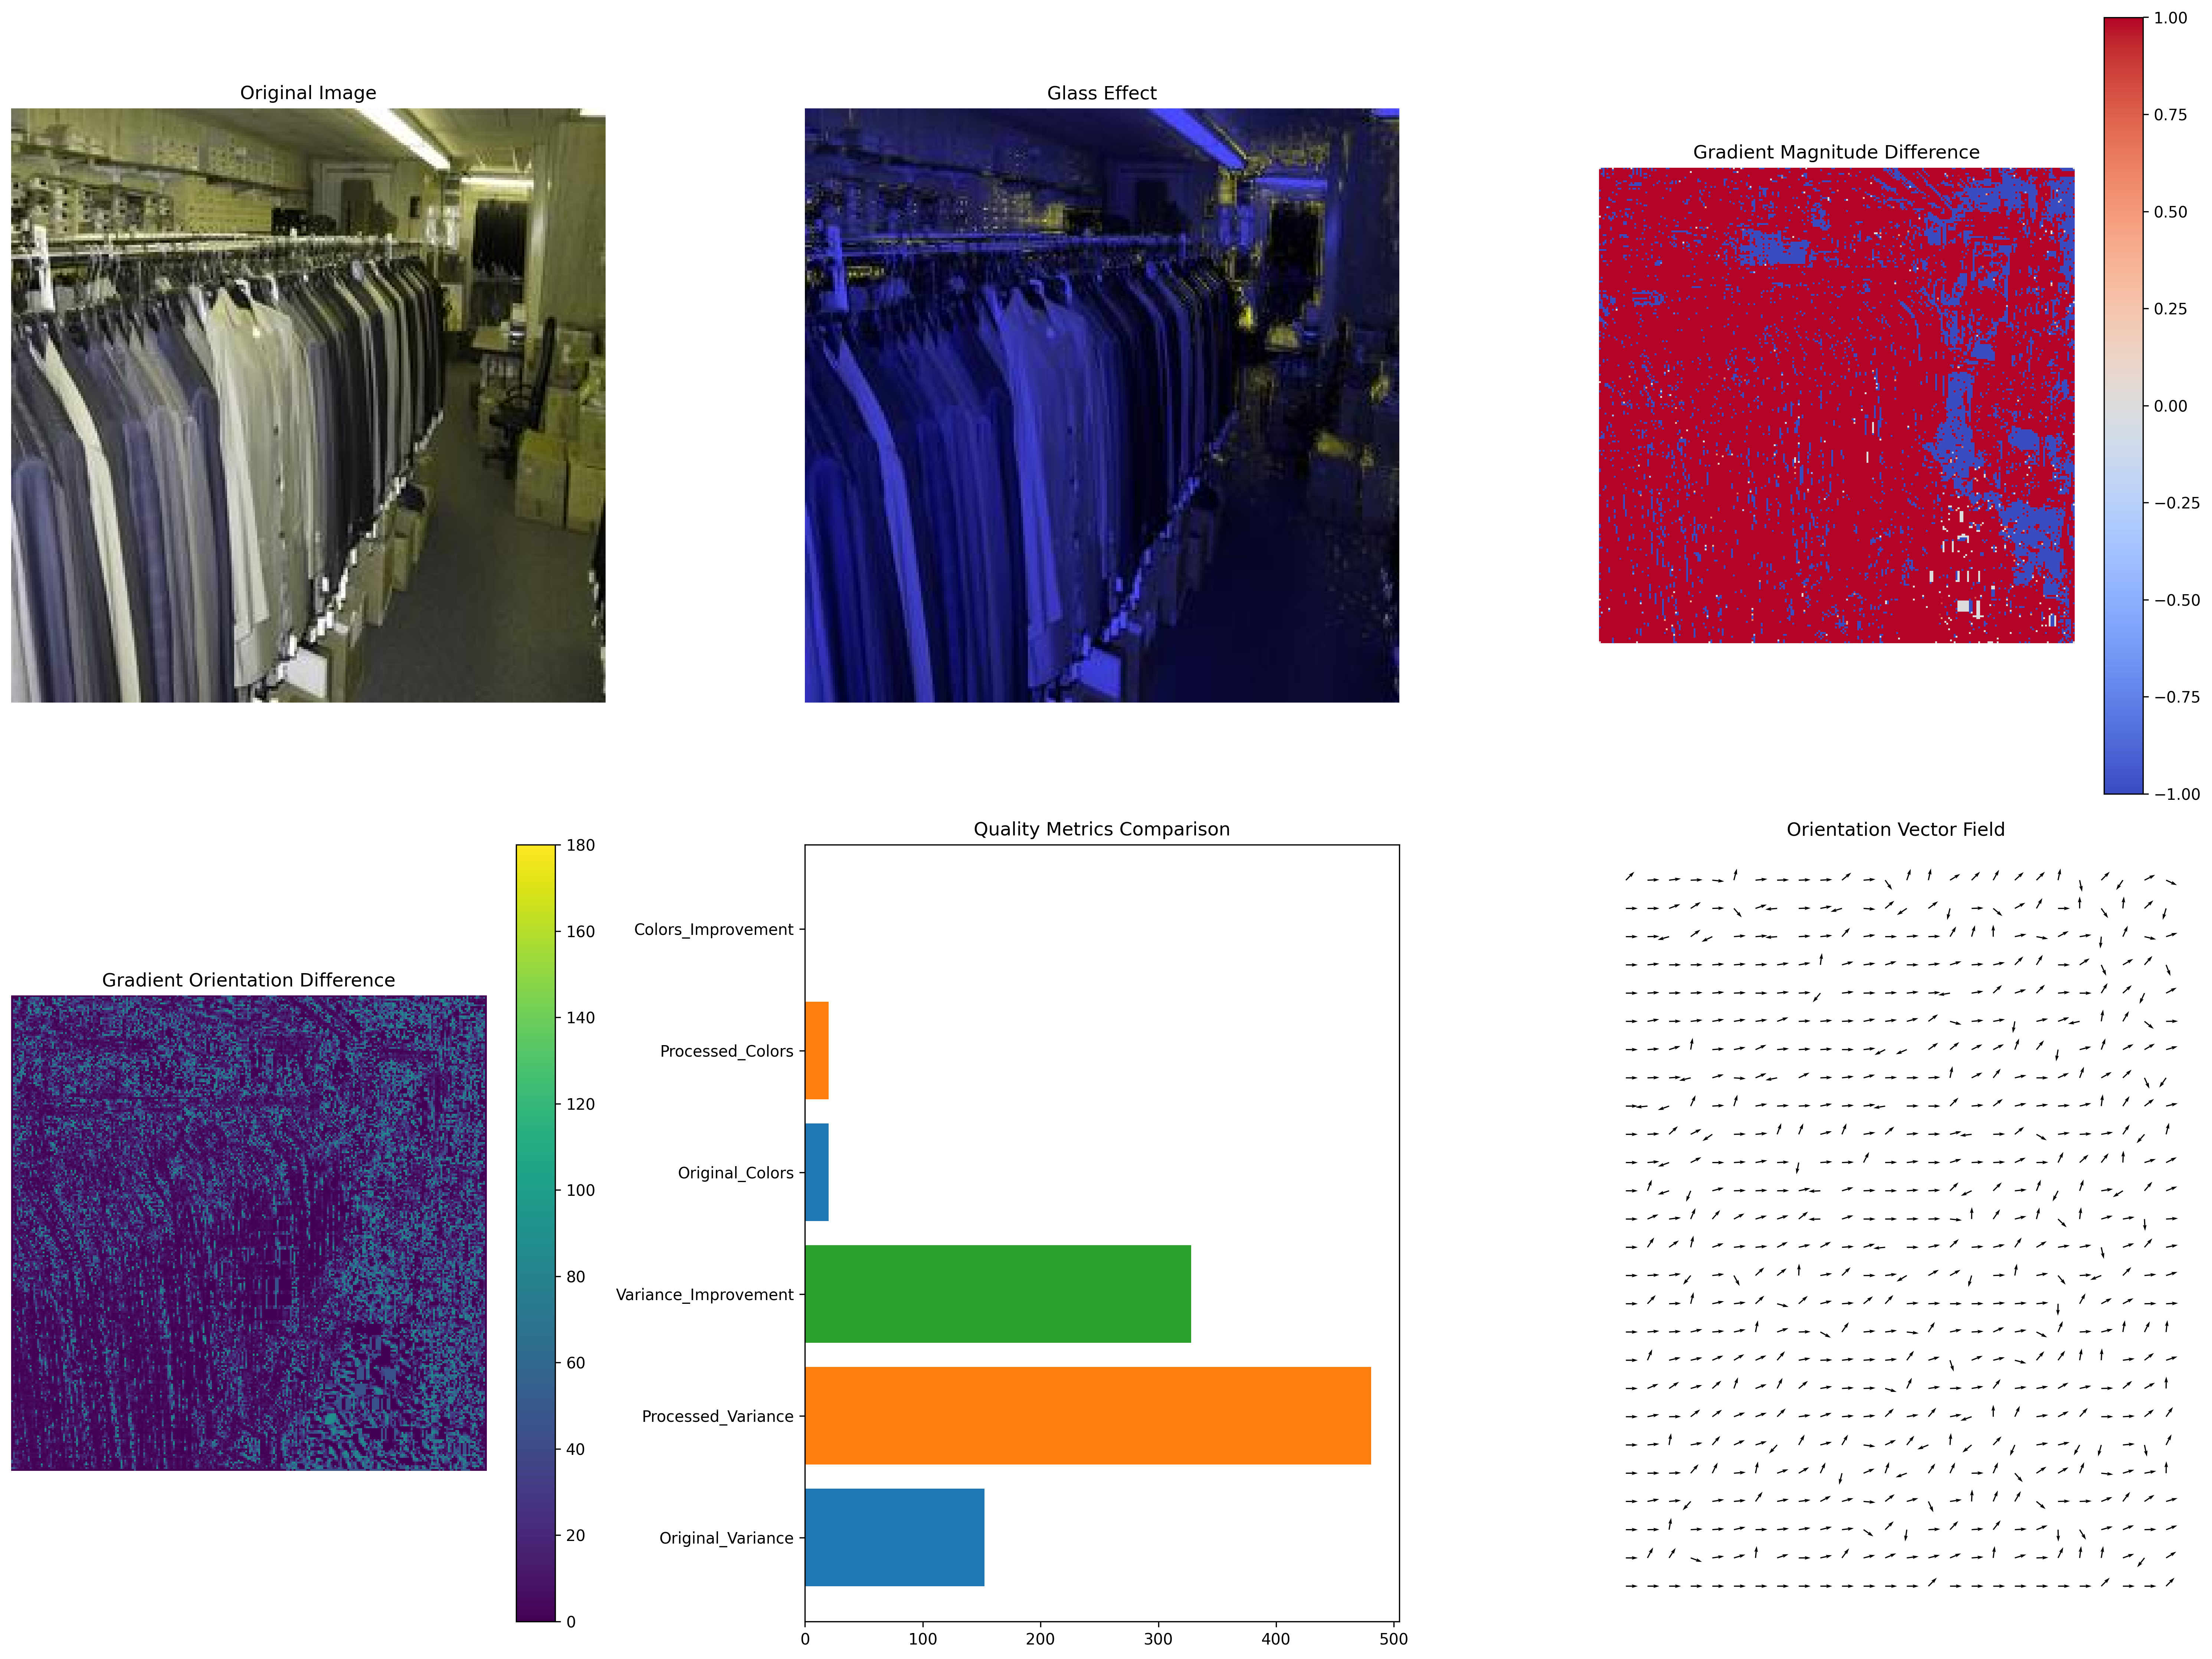 Original Image
Glass Effect
Gradient Magnitude Difference
1.00
0.75
0.50
0.25
0.00
−0.25
−0.50
−0.75
−1.00
Gradient Orientation Difference
180
160
140
120
100
80
60
40
20
0
Quality Metrics Comparison
Colors_Improvement
Processed_Colors
Original_Colors
Variance_Improvement
Processed_Variance
Original_Variance
0 100 200 300 400 500
Orientation Vector Field